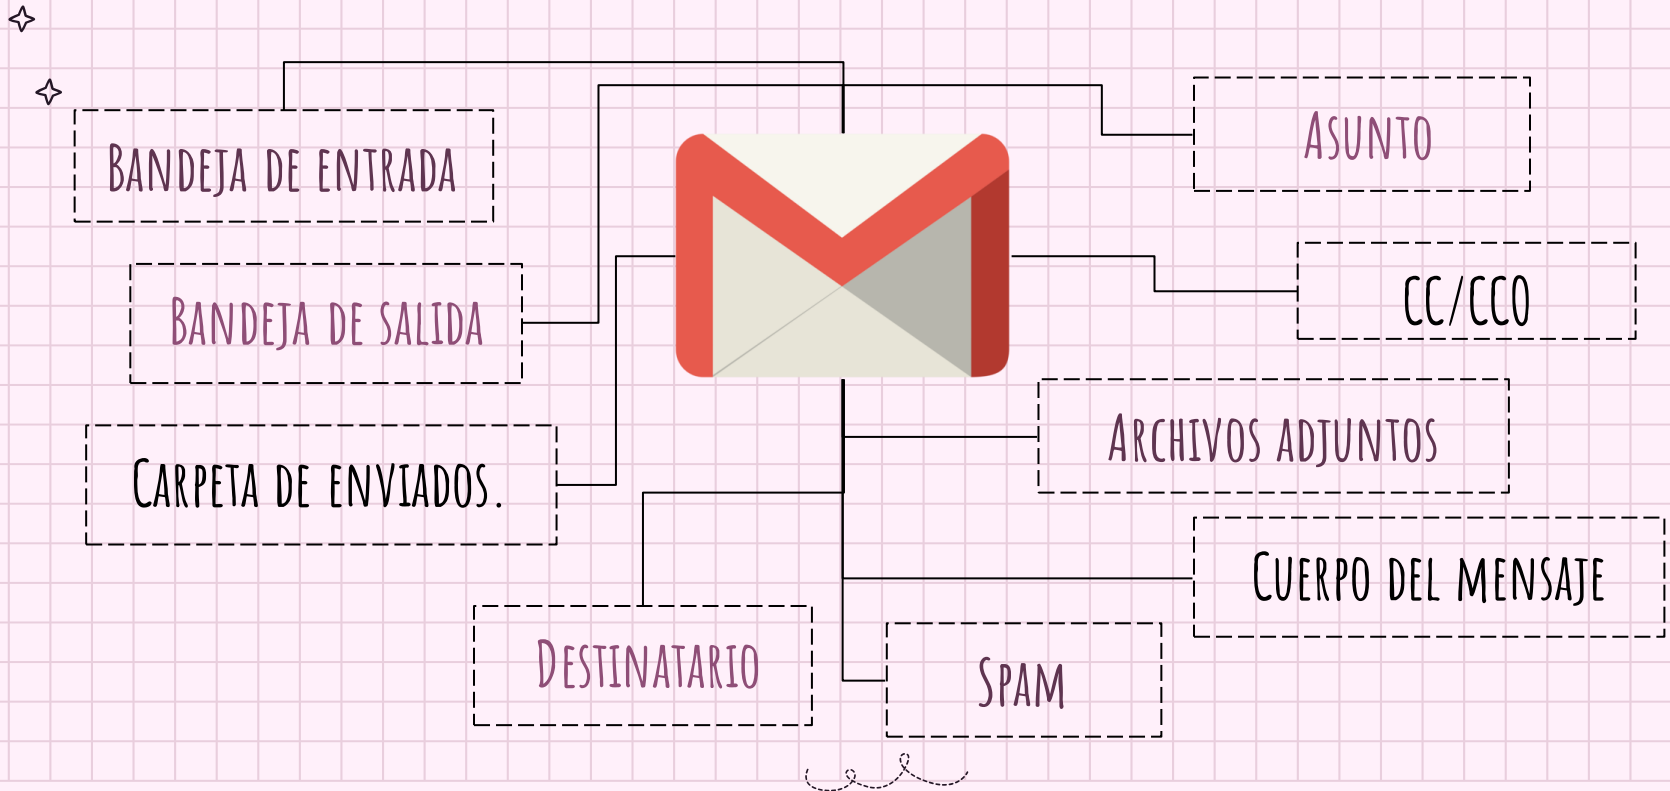 Bandeja de entrada
Asunto
Bandeja de salida
CC/CCO
Archivos adjuntos
Carpeta de enviados.
Cuerpo del mensaje
Destinatario
Spam